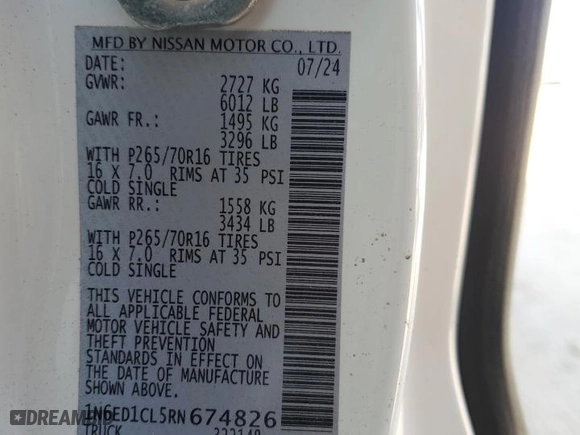 MFD BY NISSAN MOTOR CO., LTD.
DATE: 07/24
GVWR: 2727 KG
6012 LB
GAWR FR.: 1495 KG
3296 LB
WITH P265/70R16 TIRES
16 X 7.0 RIMS AT 35 PSI
COLD SINGLE
GAWR RR.: 1558 KG
3434 LB
WITH P265/70R16 TIRES
16 X 7.0 RIMS AT 35 PSI
COLD SINGLE
THIS VEHICLE CONFORMS TO
ALL APPLICABLE FEDERAL
MOTOR VEHICLE SAFETY AND
THEFT PREVENTION
STANDARDS IN EFFECT ON
THE DATE OF MANUFACTURE
SHOWN ABOVE.
1N6ED1CL5RN674826
TRUCK
DREAMBID.COM